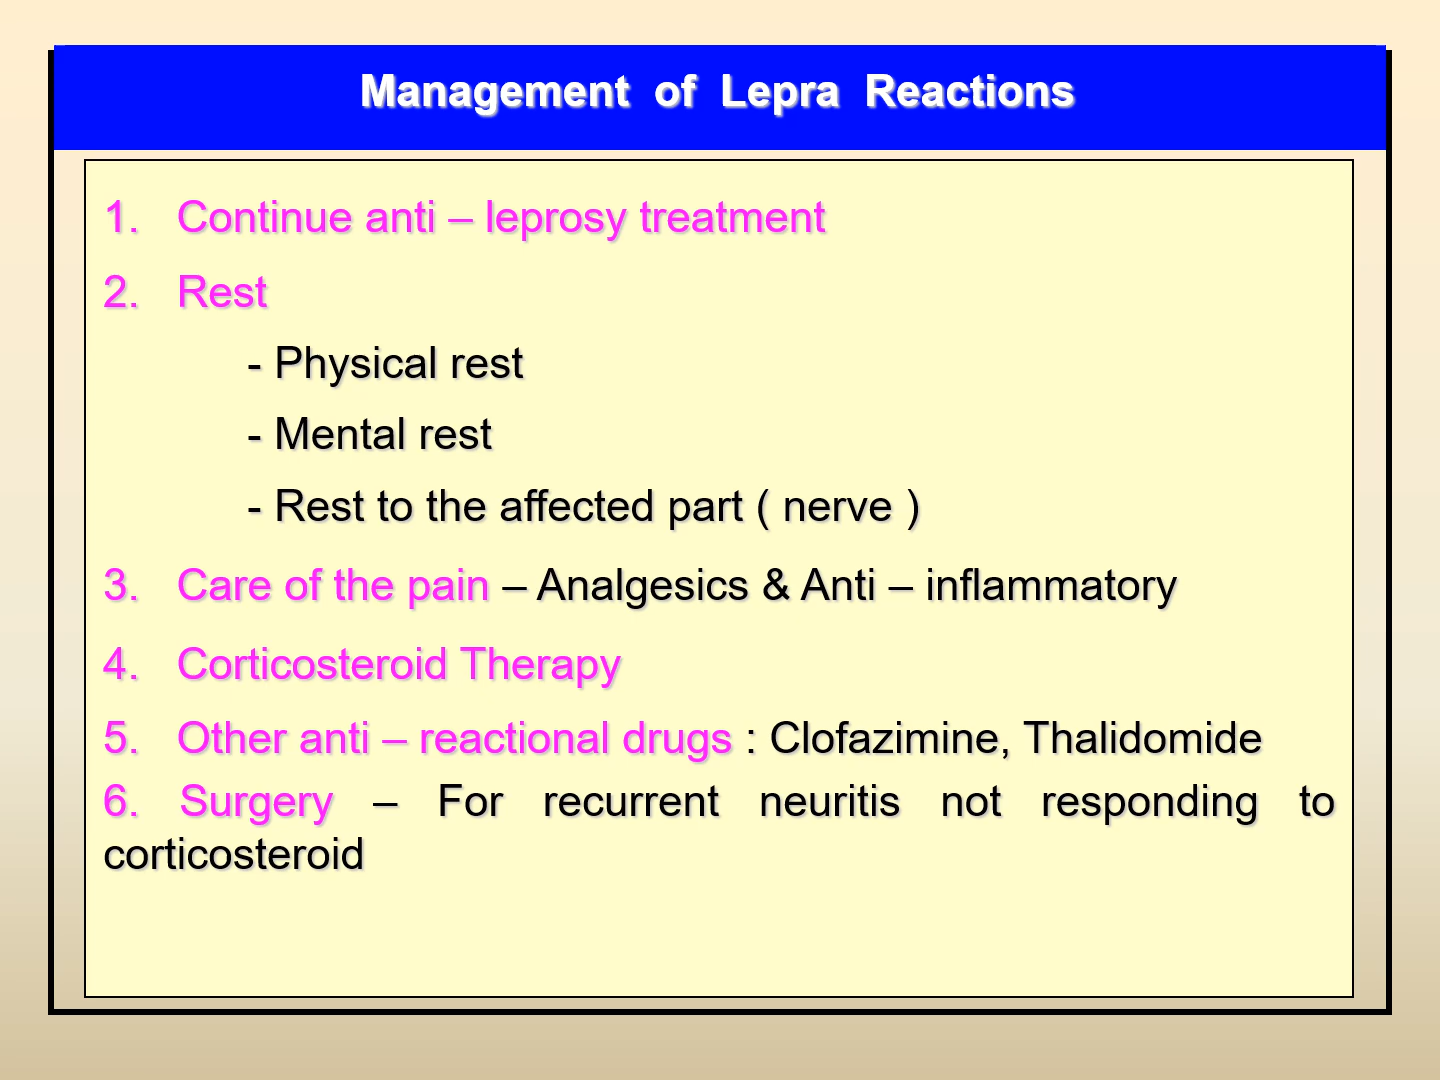 Management of Lepra Reactions
1. Continue anti – leprosy treatment
2. Rest
- Physical rest
- Mental rest
- Rest to the affected part ( nerve )
3. Care of the pain – Analgesics & Anti – inflammatory
4. Corticosteroid Therapy
5. Other anti – reactional drugs : Clofazimine, Thalidomide
6. Surgery – For recurrent neuritis not responding to
corticosteroid